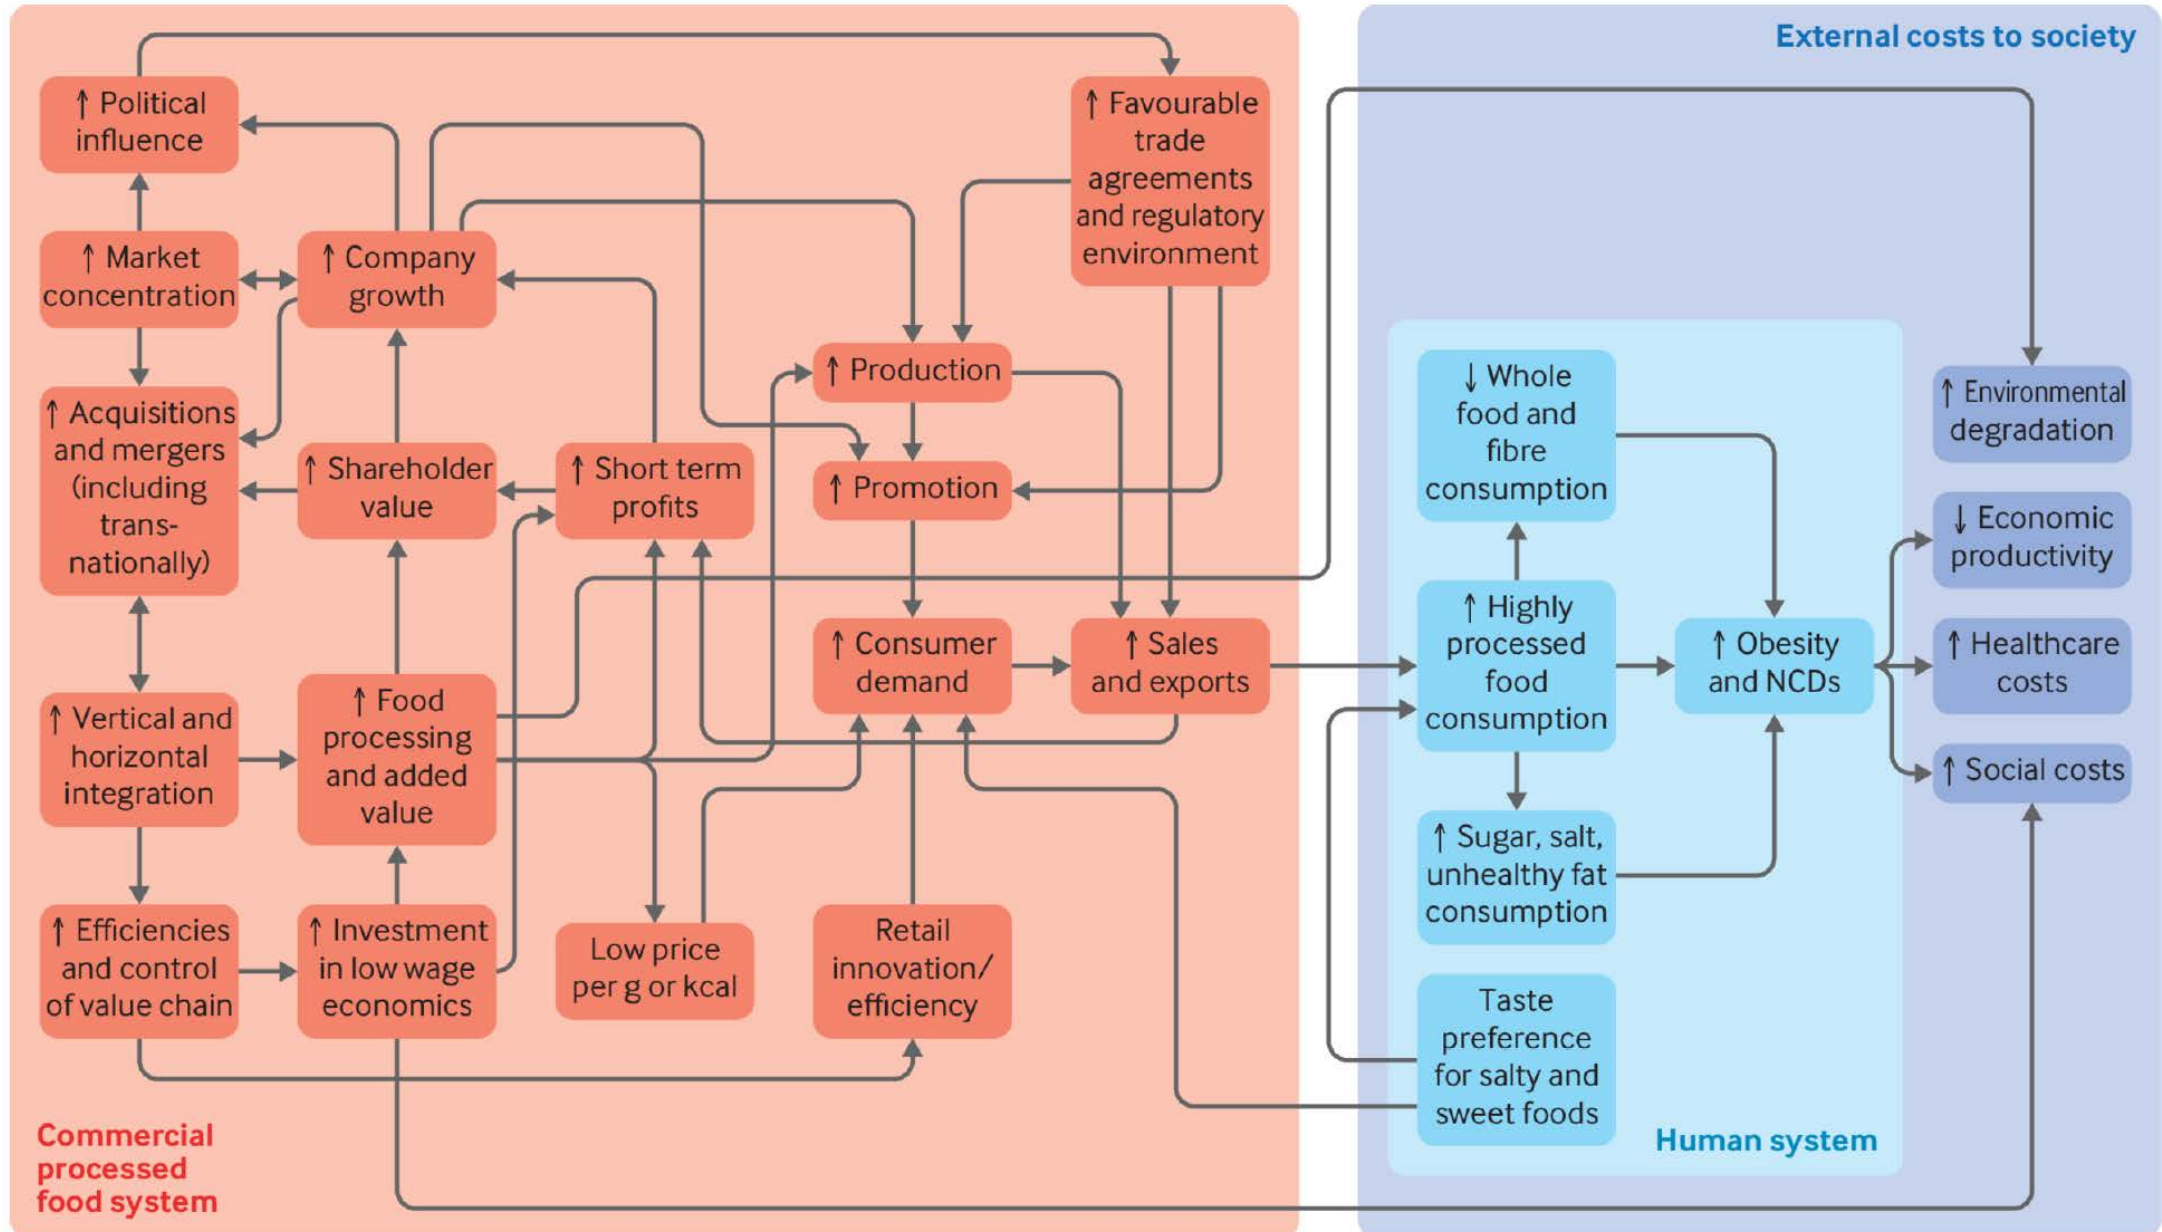 External costs to society
↑ Political
influence
↑ Favourable
trade
agreements
and regulatory
environment
↑ Market
concentration
↑ Company
growth
↑ Production
↓ Whole
food and
fibre
consumption
↑ Environmental
degradation
↑ Acquisitions
and mergers
(including
trans-
nationally)
↑ Shareholder
value
↑ Short term
profits
↑ Promotion
↓ Economic
productivity
↑ Highly
processed
food
consumption
↑ Consumer
demand
↑ Sales
and exports
↑ Obesity
and NCDs
↑ Healthcare
costs
↑ Vertical and
horizontal
integration
↑ Food
processing
and added
value
↑ Social costs
↑ Sugar, salt,
unhealthy fat
consumption
↑ Efficiencies
and control
of value chain
↑ Investment
in low wage
economics
Low price
per g or kcal
Retail
innovation/
efficiency
Taste
preference
for salty and
sweet foods
Commercial
processed
food system
Human system